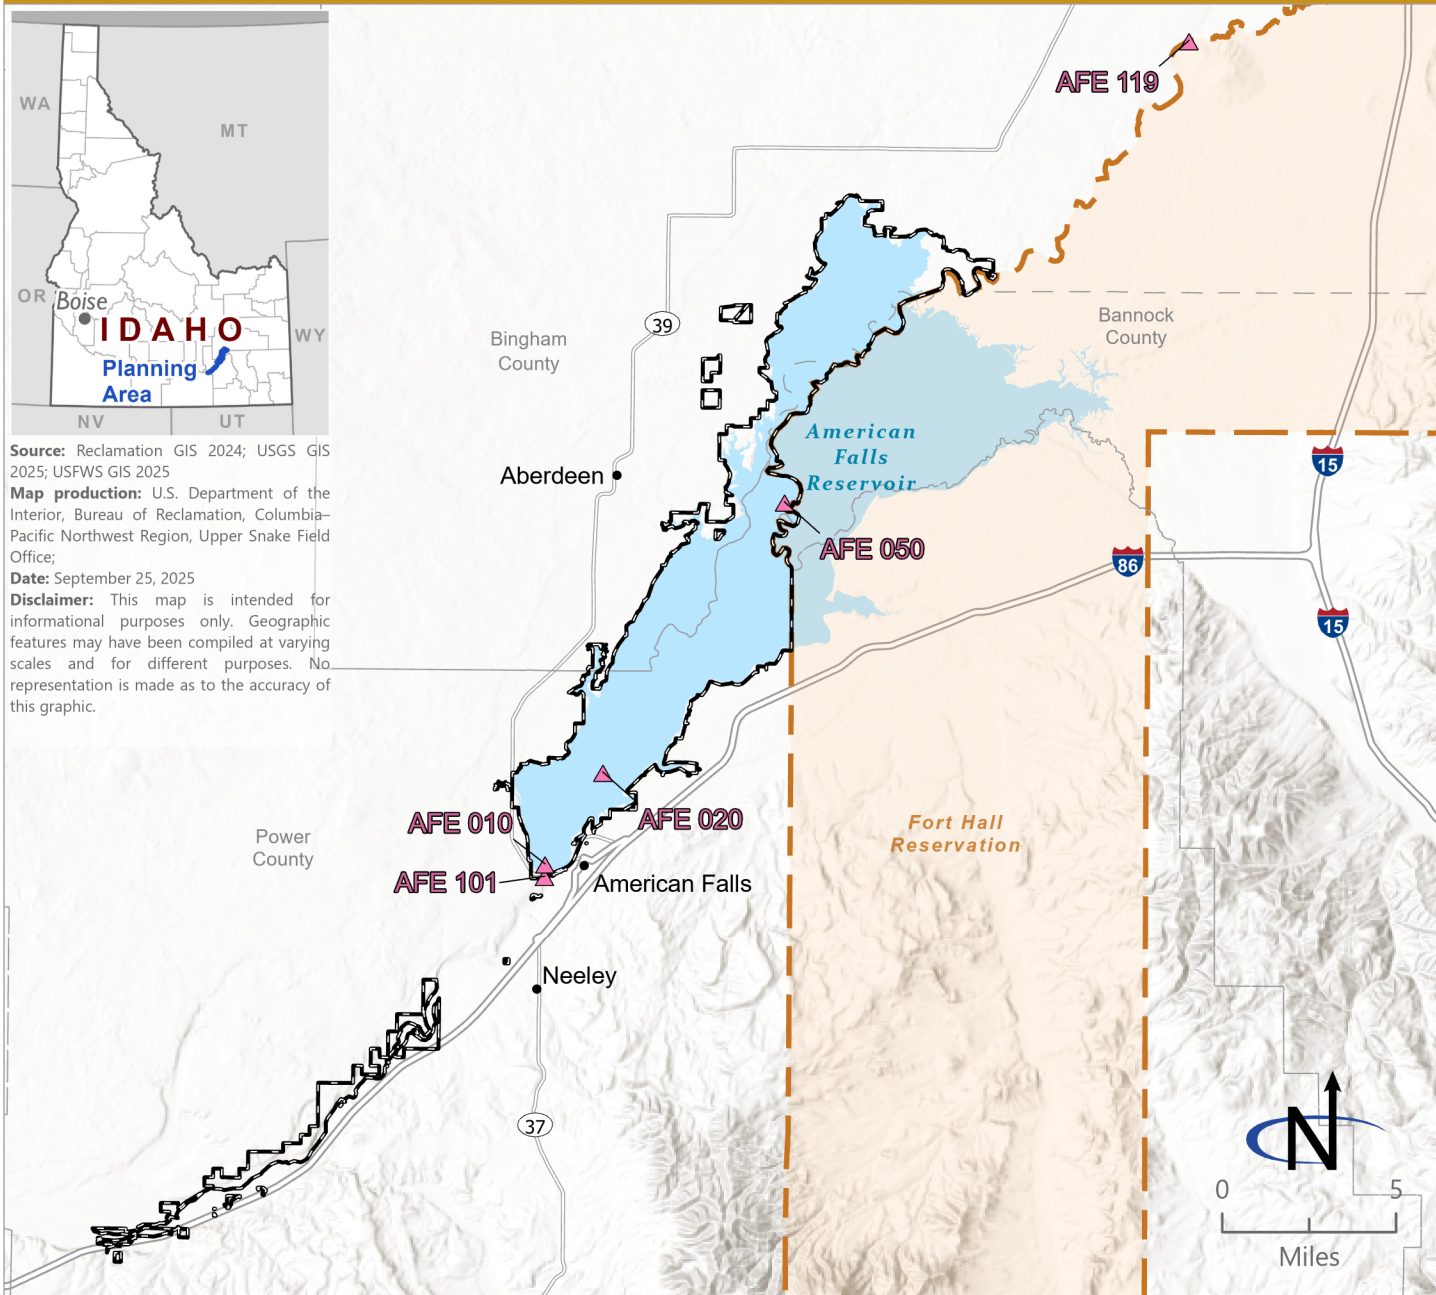 WA
MT
OR
Boise
IDAHO
WY
Planning
Area
NV
UT
Source: Reclamation GIS 2024; USGS GIS
2025; USFWS GIS 2025
Map production: U.S. Department of the
Interior, Bureau of Reclamation, Columbia–
Pacific Northwest Region, Upper Snake Field
Office;
Date: September 25, 2025
Disclaimer: This map is intended for
informational purposes only. Geographic
features may have been compiled at varying
scales and for different purposes. No
representation is made as to the accuracy of
this graphic.
AFE 119
39
Bingham
County
Bannock
County
American
Falls
Reservoir
Aberdeen
15
AFE 050
86
15
AFE 010
AFE 020
Power
County
Fort Hall
Reservation
AFE 101
American Falls
Neeley
37
N
0
5
Miles